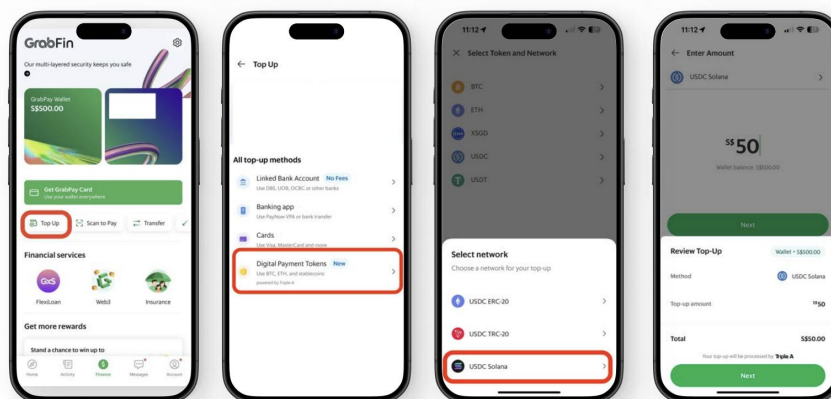 GrabFin
Our multi-layered security keeps you safe
GrabPay Wallet
S$500.00
Get GrabPay Card
Use your wallet everywhere
Top Up
Scan to Pay
Transfer
Financial services
GXS
FlexiLoan
Web3
Insurance
Get more rewards
Stand a chance to win up to
Home
Activity
Finance
Messages
Account
Top Up
All top-up methods
Linked Bank Account No Fees
Use DBS, UOB, OCBC or other banks
Banking app
Use PayNow VPA or bank transfer
Cards
Use Visa, MasterCard and more
Digital Payment Tokens New
Use BTC, ETH, and stablecoins
powered by Triple-A
11:12
Select Token and Network
BTC
ETH
XSGD
USDC
USDT
Select network
Choose a network for your top-up
USDC ERC-20
USDC TRC-20
USDC Solana
11:12
Enter Amount
USDC Solana
S$ 50
Wallet balance: S$500.00
Next
Review Top-Up
Wallet • S$500.00
Method
USDC Solana
Top-up amount
S$50
Total
S$50.00
Your top-up will be processed by Triple A
Next